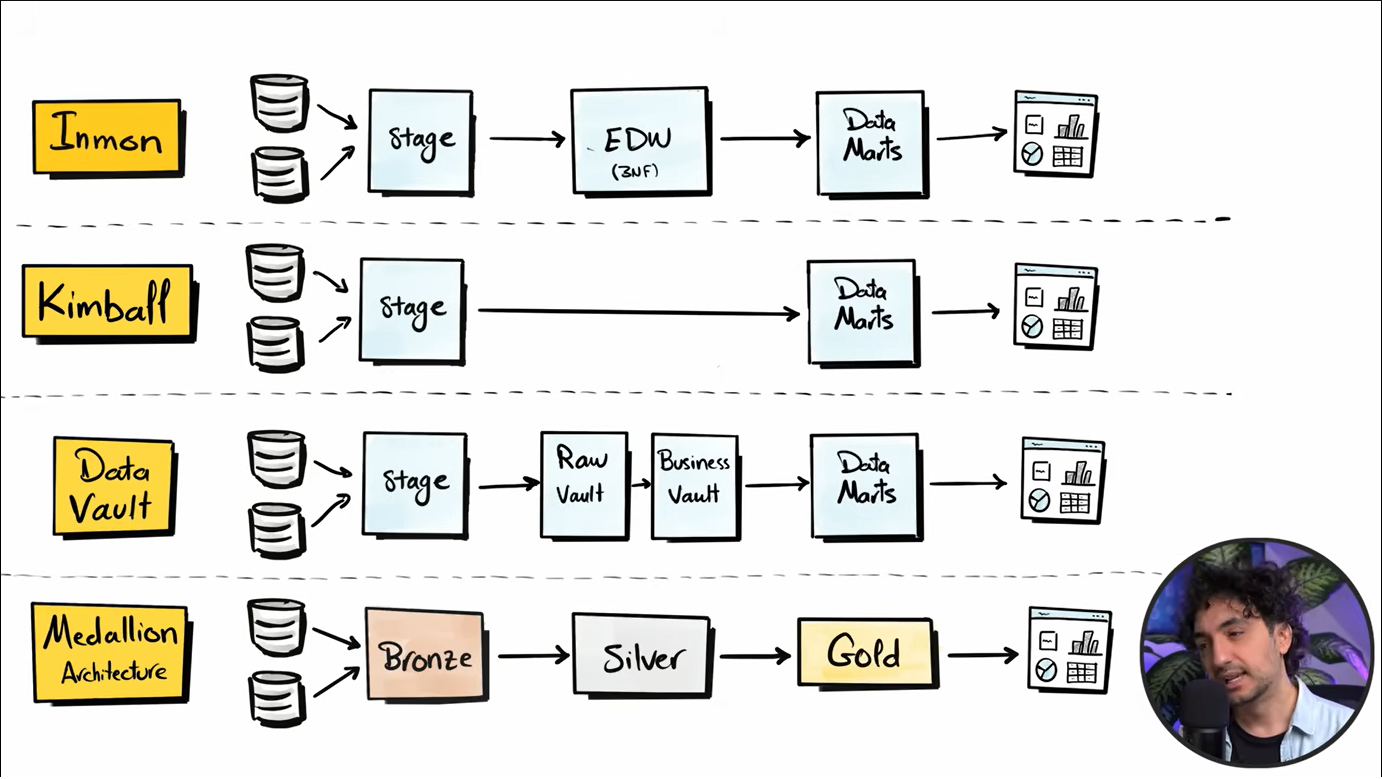 Inmon
Stage
EDW
(3NF)
Data
Marts
Kimball
Stage
Data
Marts
Data
Vault
Stage
Raw
Vault
Business
Vault
Data
Marts
Medallion
Architecture
Bronze
Silver
Gold